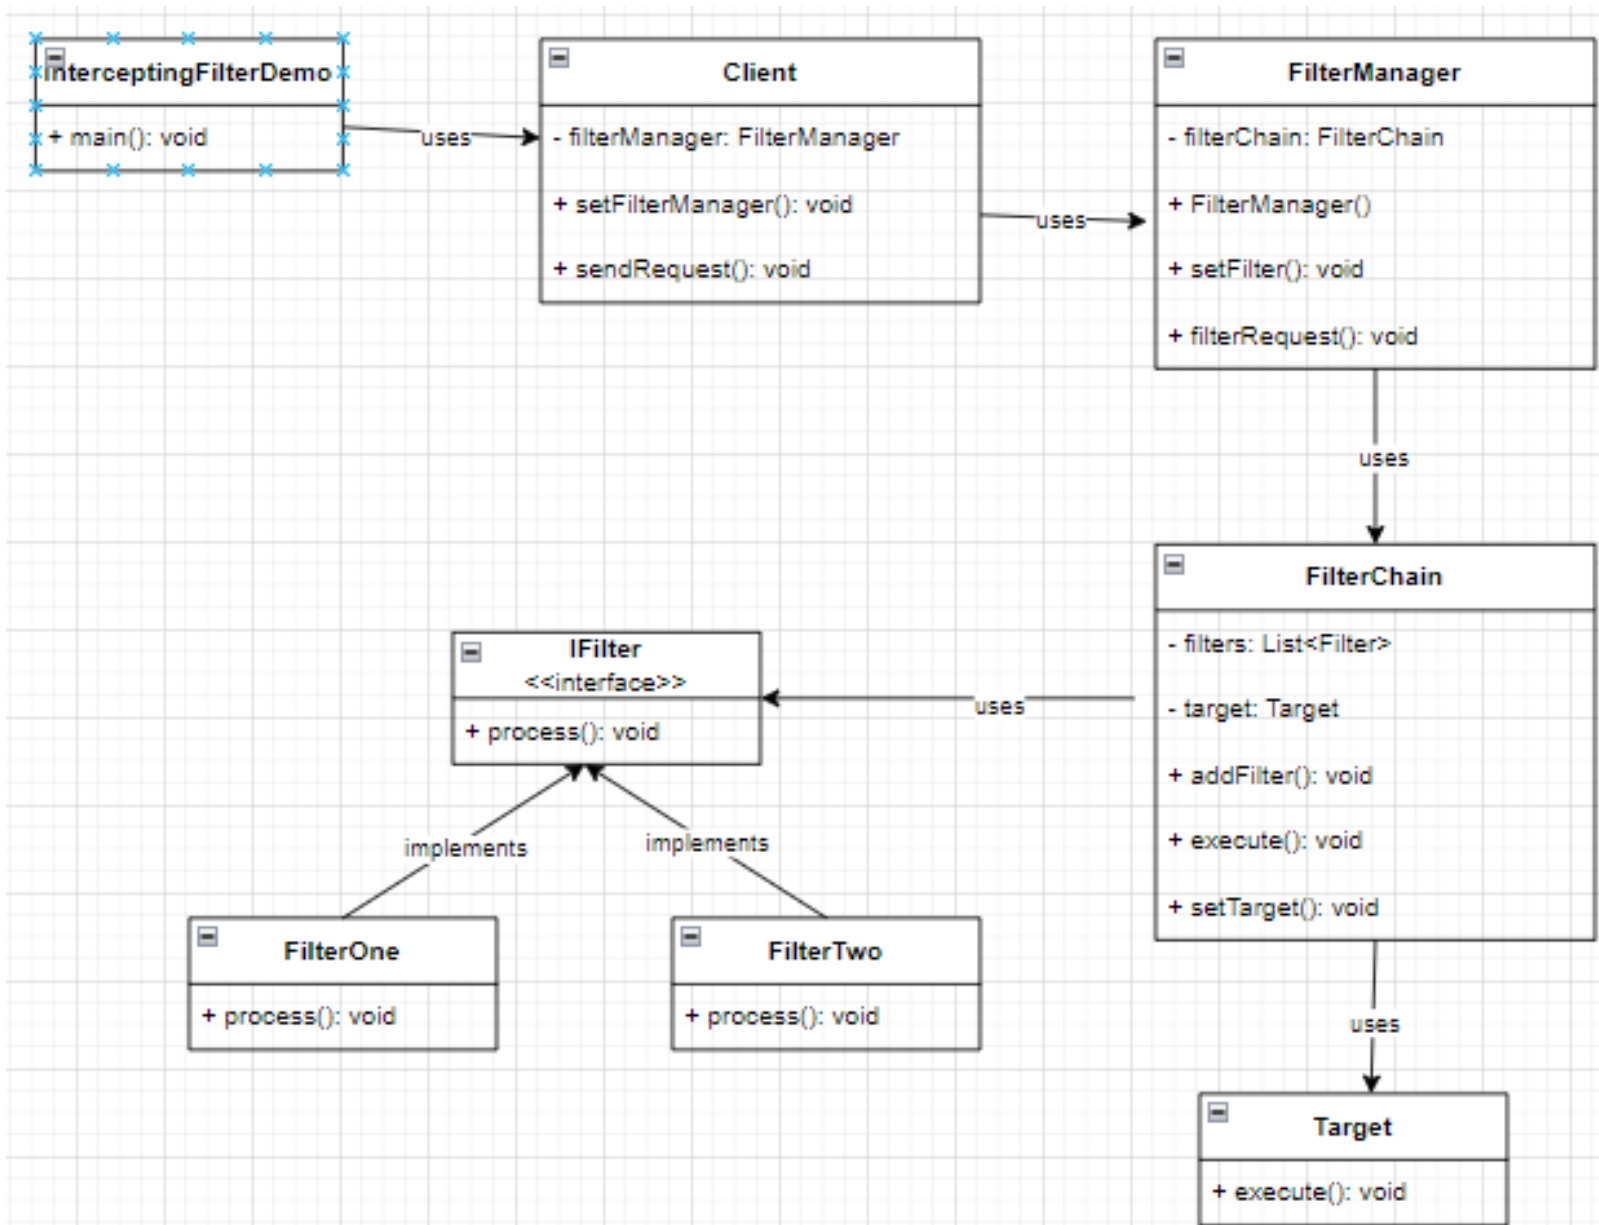 InterceptingFilterDemo
+ main(): void
uses
Client
- filterManager: FilterManager
+ setFilterManager(): void
+ sendRequest(): void
uses
FilterManager
- filterChain: FilterChain
+ FilterManager()
+ setFilter(): void
+ filterRequest(): void
uses
FilterChain
- filters: List<Filter>
- target: Target
+ addFilter(): void
+ execute(): void
+ setTarget(): void
uses
IFilter
<<interface>>
+ process(): void
implements
implements
FilterOne
+ process(): void
FilterTwo
+ process(): void
uses
Target
+ execute(): void